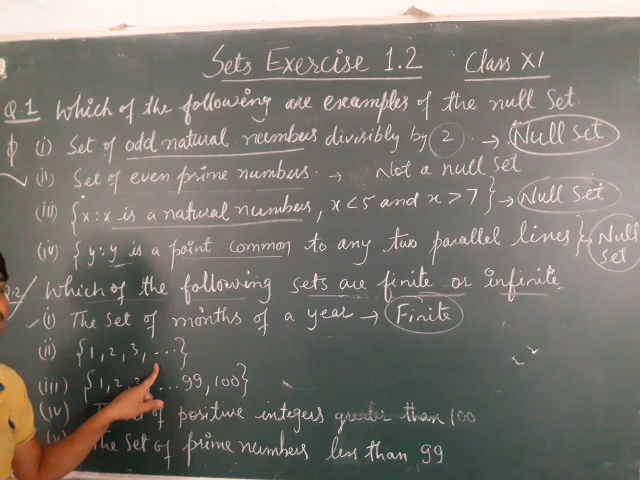 Sets Exercise 1.2 Class XI
Q.1 Which of the following are examples of the null set.
(i) Set of odd natural numbers divisibly by 2 → Null set
(ii) Set of even prime numbers. → Not a null set
(iii) {x : x is a natural numbers, x < 5 and x > 7} → Null set
(iv) {y : y is a point common to any two parallel lines} Null set
Which of the following sets are finite or infinite
(i) The set of months of a year → Finite
(ii) {1, 2, 3, ....}
(iii) {1, 2, 3, ....99, 100}
(iv) of positive integers greater than 100
The set of prime numbers less than 99